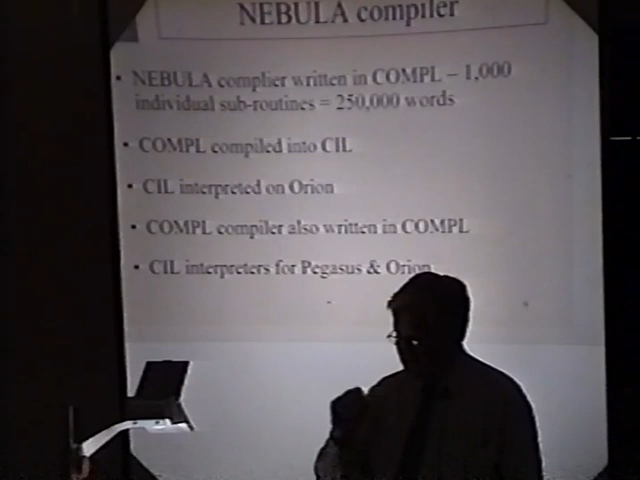 NEBULA compiler
• NEBULA complier written in COMPL – 1,000
individual sub-routines = 250,000 words
• COMPL compiled into CIL
• CIL interpreted on Orion
• COMPL compiler also written in COMPL
• CIL interpreters for Pegasus & Orion